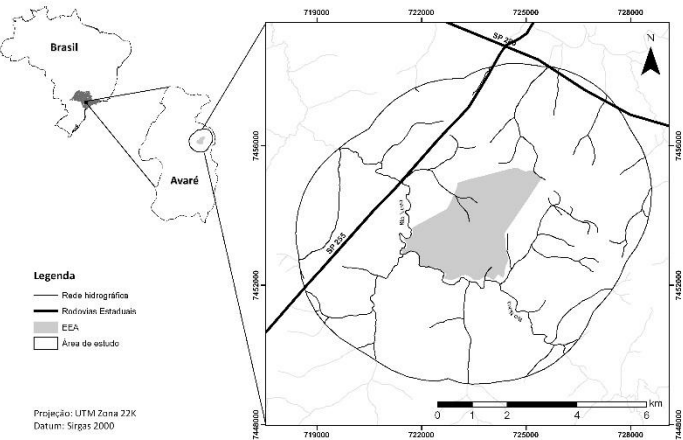 Brasil
Avaré
Legenda
Rede hidrográfica
Rodovias Estaduais
EEA
Área de estudo
Projeção: UTM Zona 22K
Datum: Sirgas 2000
719000 722000 725000 728000
7456000
7452000
7448000
SP 255
N
7456000
7452000
7448000
km
0 1 2 4 6
719000 722000 725000 728000